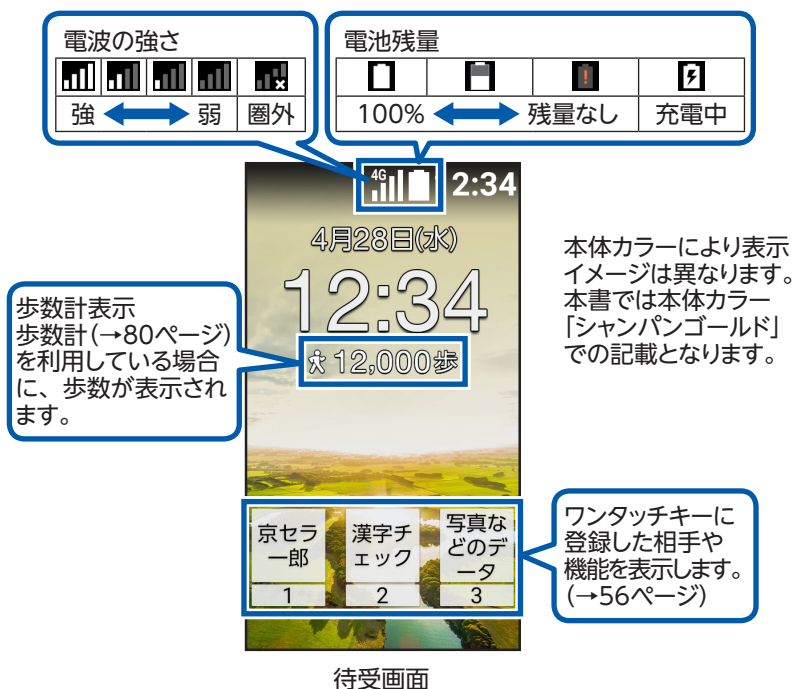 電波の強さ
強 弱 圏外
電池残量
100% 残量なし 充電中
4G 12:34
4月28日(水)
12:34
12,000歩
本体カラーにより表示
イメージは異なります。
本書では本体カラー
「シャンパンゴールド」
での記載となります。
歩数計表示
歩数計(→80ページ)
を利用している場合
に、歩数が表示され
ます。
京セラ
一郎
1
漢字チ
ェック
2
写真な
どのデ
ータ
3
ワンタッチキーに
登録した相手や
機能を表示します。
(→56ページ)
待受画面